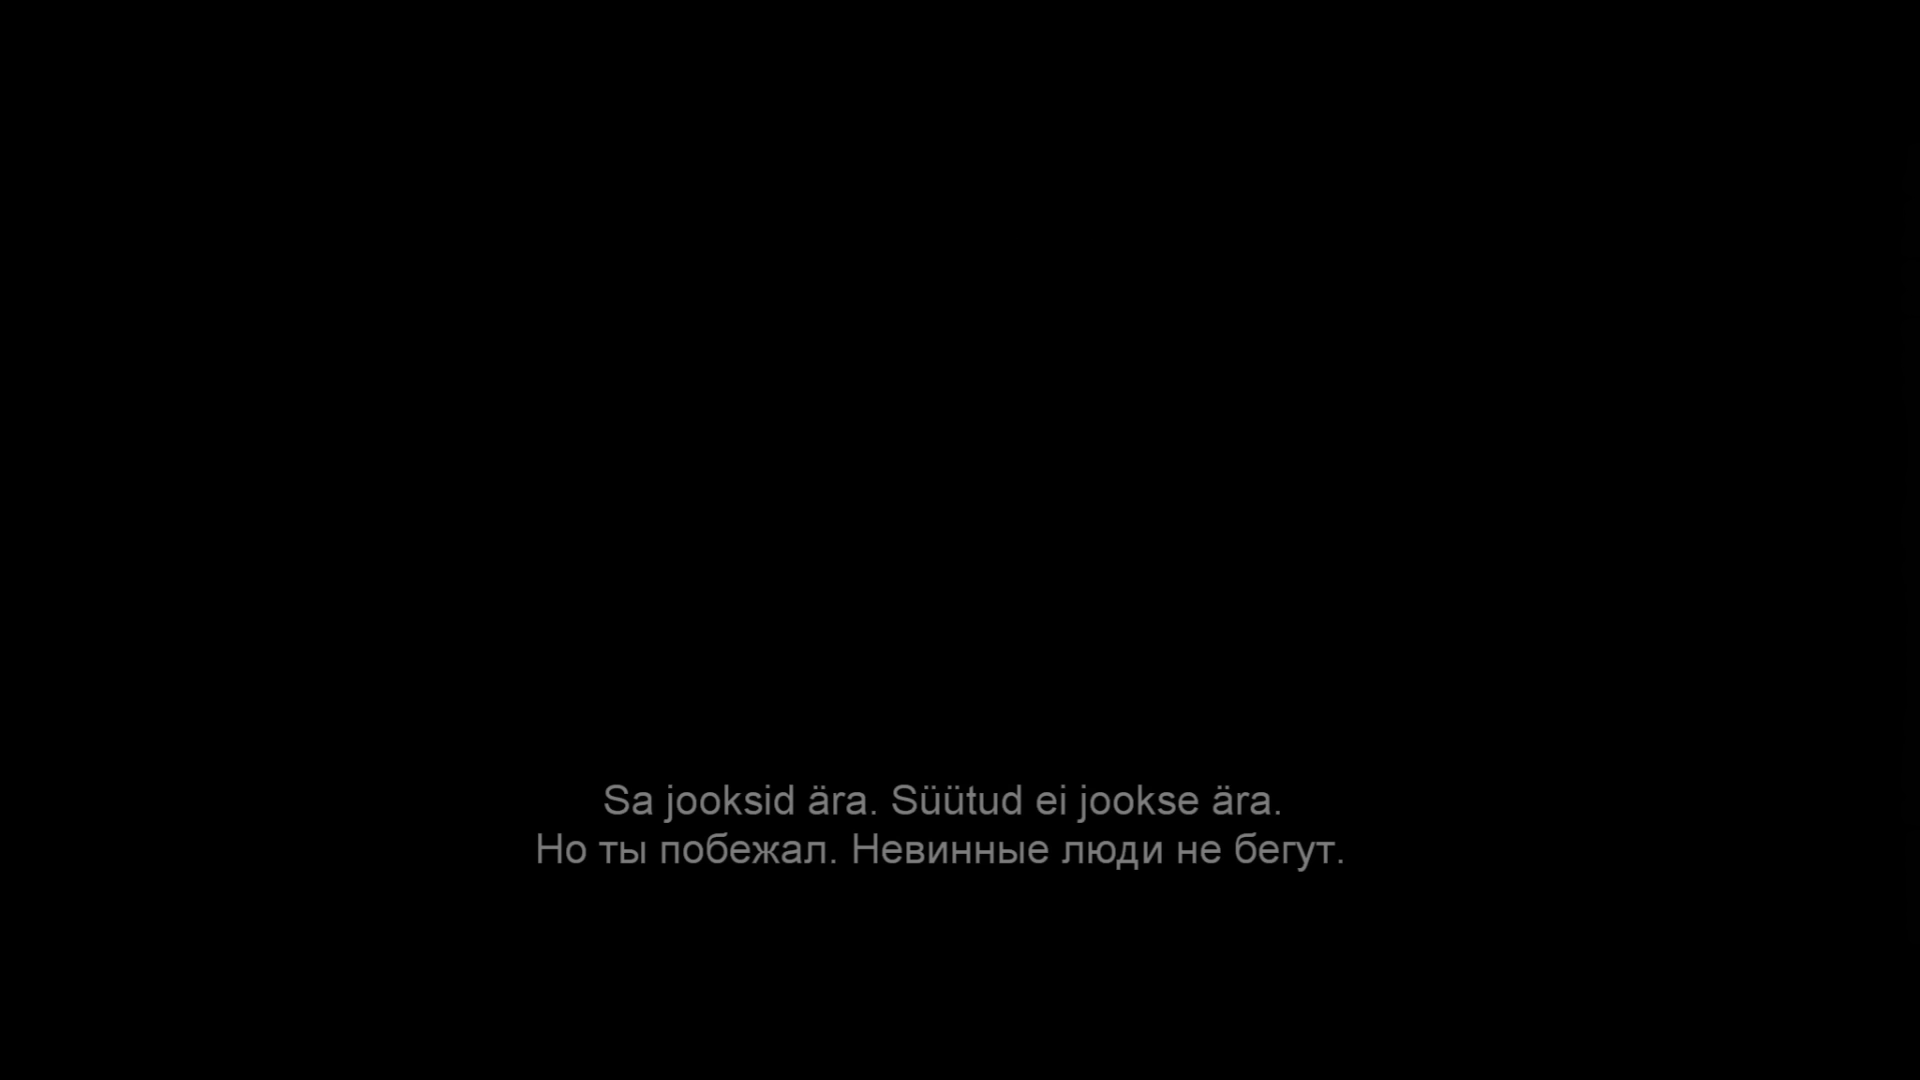 Sa jooksid ära. Süütud ei jookse ära.
Но ты побежал. Невинные люди не бегут.